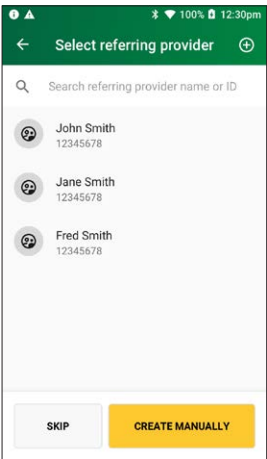 100% 12:30pm
Select referring provider
Search referring provider name or ID
John Smith
12345678
Jane Smith
12345678
Fred Smith
12345678
SKIP CREATE MANUALLY